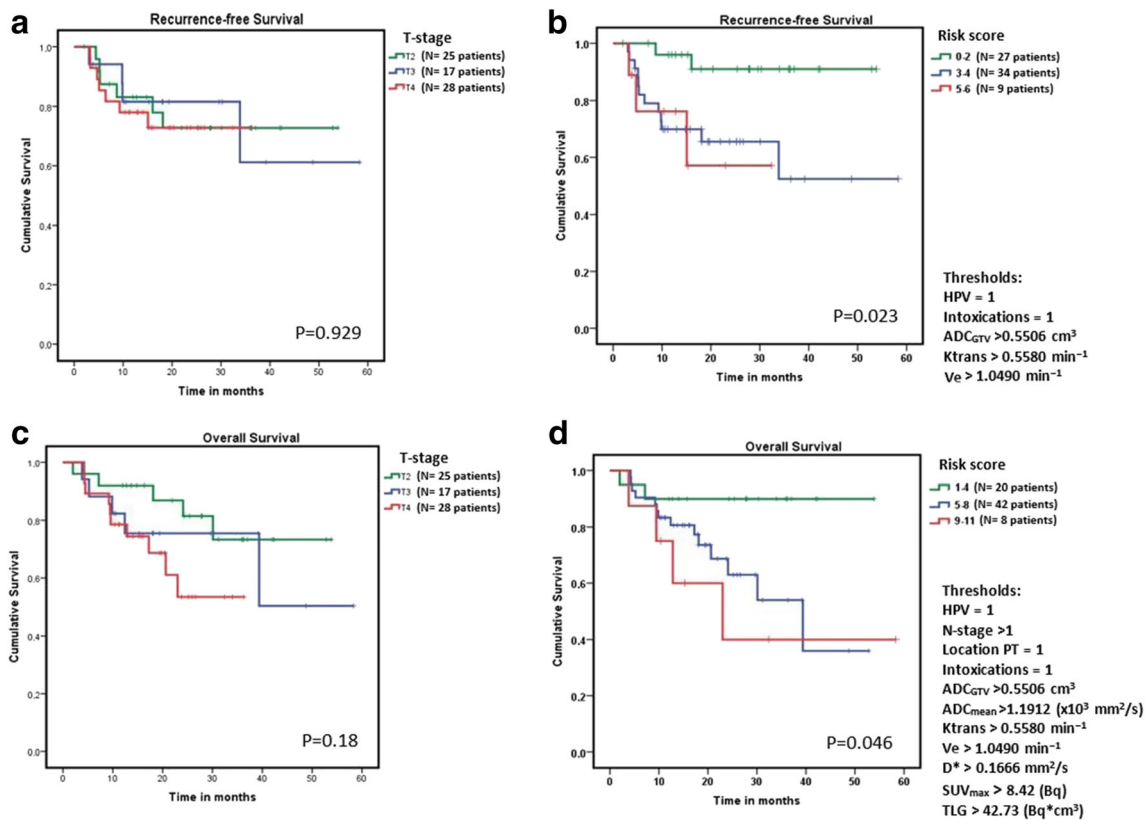 a
Recurrence-free Survival
T-stage
T2 (N= 25 patients)
T3 (N= 17 patients)
T4 (N= 28 patients)
Cumulative Survival
1,0
0,8
0,6
0,4
0,2
0,0
P=0.929
0 10 20 30 40 50 60
Time in months
b
Recurrence-free Survival
Risk score
0-2 (N= 27 patients)
3-4 (N= 34 patients)
5-6 (N= 9 patients)
Cumulative Survival
1,0
0,8
0,6
0,4
0,2
0,0
P=0.023
0 10 20 30 40 50 60
Time in months
Thresholds:
HPV = 1
Intoxications = 1
ADCGTV >0.5506 cm³
Ktrans > 0.5580 min⁻¹
Ve > 1.0490 min⁻¹
c
Overall Survival
T-stage
T2 (N= 25 patients)
T3 (N= 17 patients)
T4 (N= 28 patients)
Cumulative Survival
1,0
0,8
0,6
0,4
0,2
0,0
P=0.18
0 10 20 30 40 50 60
Time in months
d
Overall Survival
Risk score
1-4 (N= 20 patients)
5-8 (N= 42 patients)
9-11 (N= 8 patients)
Cumulative Survival
1,0
0,8
0,6
0,4
0,2
0,0
P=0.046
0 10 20 30 40 50 60
Time in months
Thresholds:
HPV = 1
N-stage >1
Location PT = 1
Intoxications = 1
ADCGTV >0.5506 cm³
ADCmean >1.1912 (x10³ mm²/s)
Ktrans > 0.5580 min⁻¹
Ve > 1.0490 min⁻¹
D* > 0.1666 mm²/s
SUVmax > 8.42 (Bq)
TLG > 42.73 (Bq*cm³)